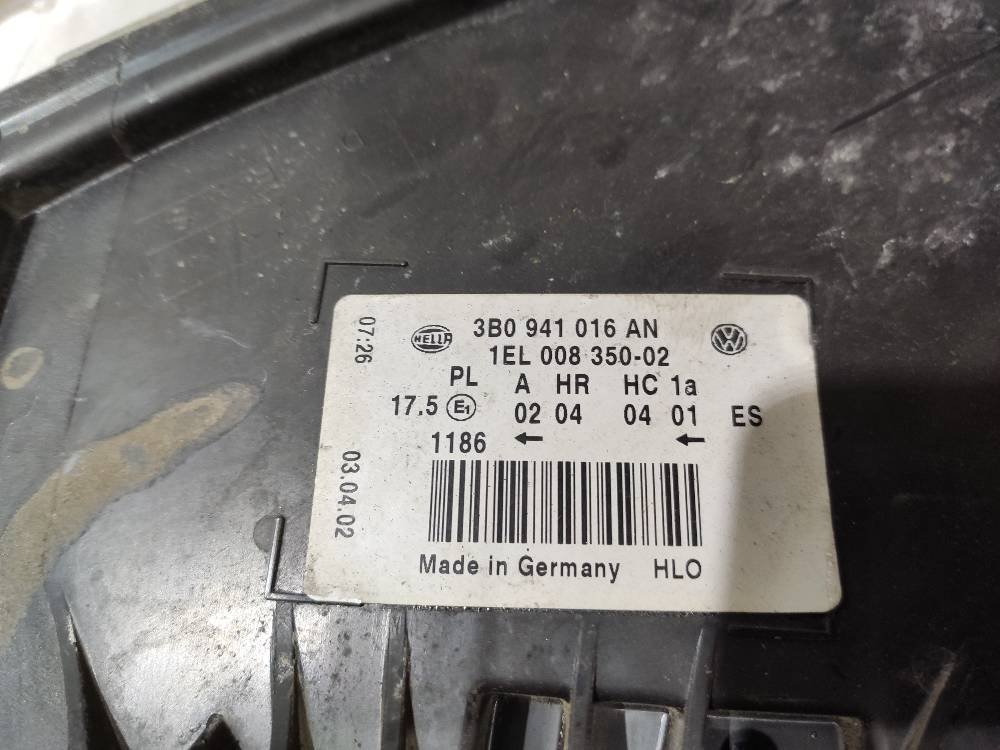 HELLA
3B0 941 016 AN
VW
1EL 008 350-02
PL A HR HC 1a
17.5 E1 02 04 04 01 ES
1186 ← ←
Made in Germany HLO
07:26
03.04.02